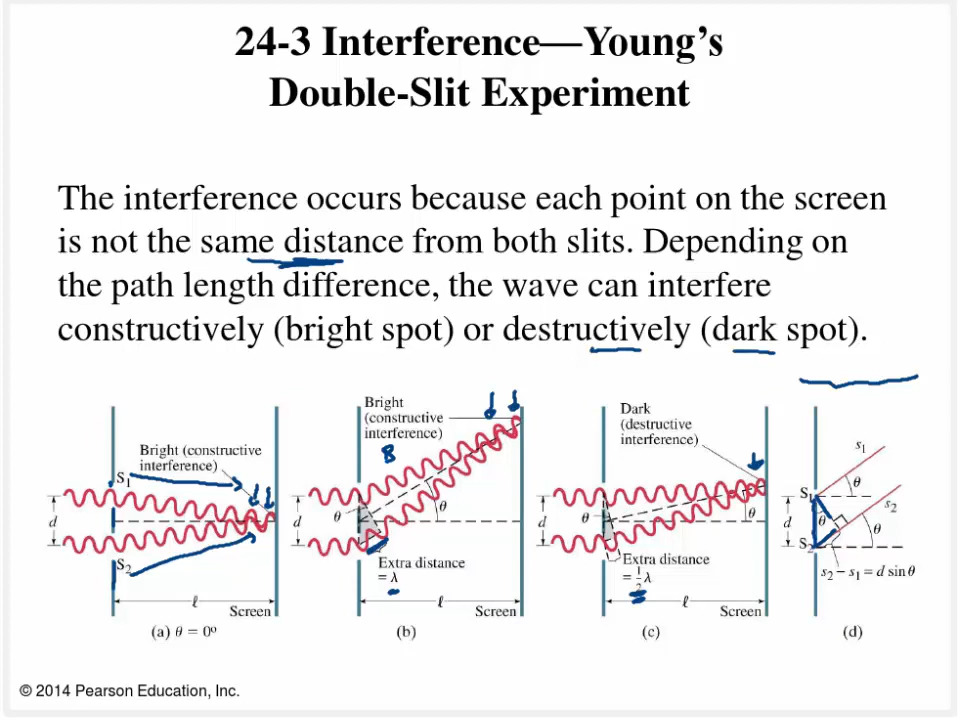 24-3 Interference—Young's
Double-Slit Experiment
The interference occurs because each point on the screen
is not the same distance from both slits. Depending on
the path length difference, the wave can interfere
constructively (bright spot) or destructively (dark spot).
Bright (constructive
interference)
S1
d
S2
ℓ
Screen
(a) θ = 0°
Bright
(constructive
interference)
B
d
θ
θ
Extra distance
= λ
ℓ
Screen
(b)
Dark
(destructive
interference)
d
θ
θ
Extra distance
= 1/2 λ
ℓ
Screen
(c)
s1
θ
S1
s2
d
θ
θ
S2
s2 − s1 = d sin θ
(d)
© 2014 Pearson Education, Inc.